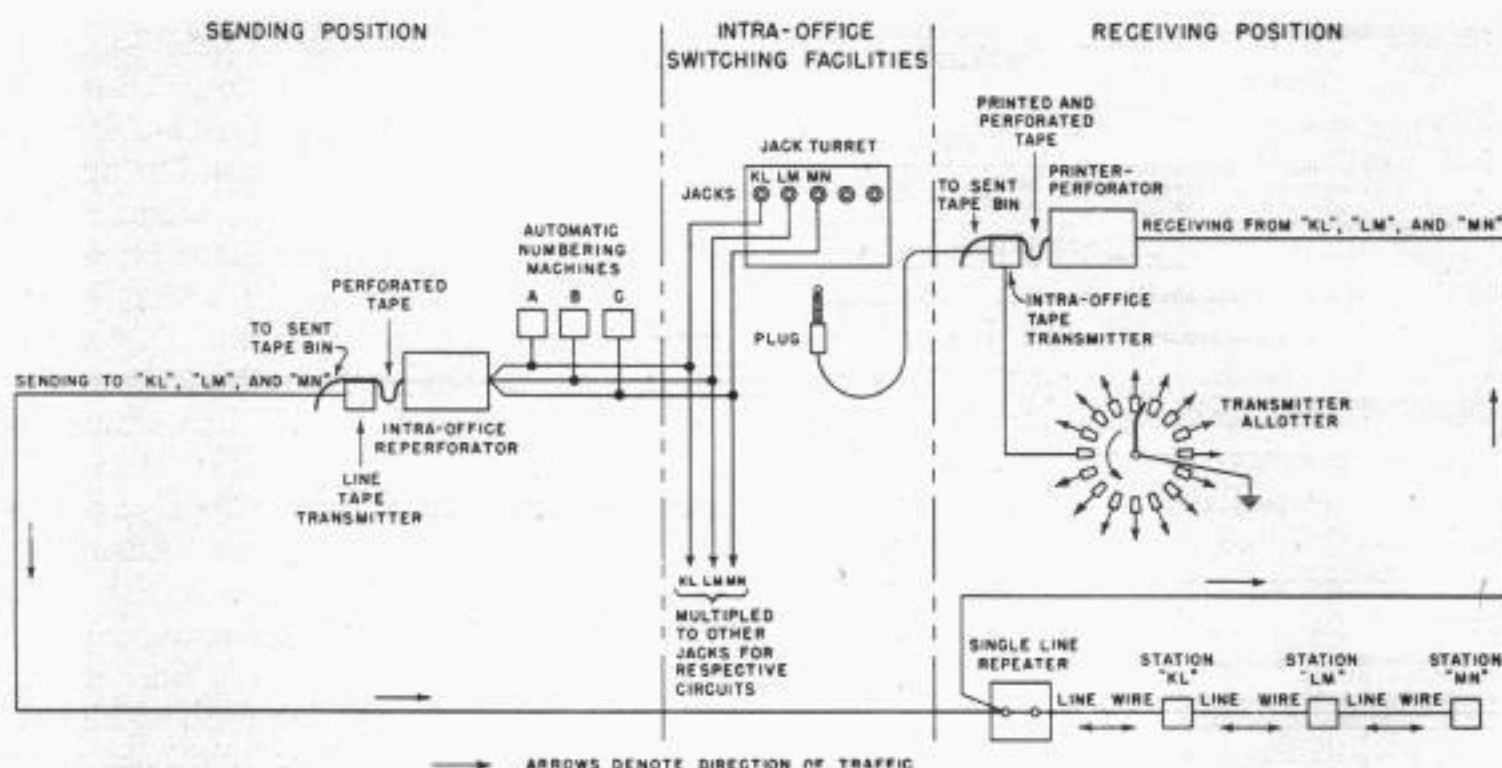 SENDING POSITION
INTRA-OFFICE
SWITCHING FACILITIES
RECEIVING POSITION
PRINTED AND
PERFORATED
TAPE
JACK TURRET
KL LM MN
JACKS
TO SENT
TAPE BIN
PRINTER-
PERFORATOR
RECEIVING FROM "KL", "LM", AND "MN"
AUTOMATIC
NUMBERING
MACHINES
A B C
PERFORATED
TAPE
TO SENT
TAPE BIN
PLUG
INTRA-OFFICE
TAPE
TRANSMITTER
SENDING TO "KL", "LM", AND "MN"
INTRA-OFFICE
REPERFORATOR
LINE
TAPE
TRANSMITTER
TRANSMITTER
ALLOTTER
KL LM MN
MULTIPLED
TO OTHER
JACKS FOR
RESPECTIVE
CIRCUITS
SINGLE LINE
REPEATER
STATION
"KL"
STATION
"LM"
STATION
"MN"
LINE WIRE
LINE WIRE
LINE WIRE
ARROWS DENOTE DIRECTION OF TRAFFIC